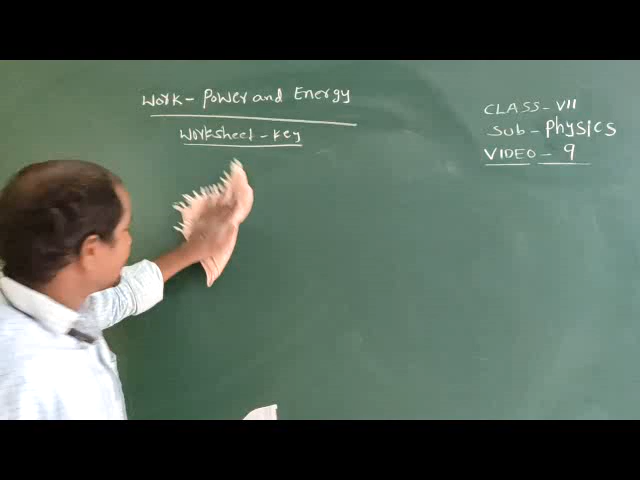 Work - Power and Energy
Worksheet - Key
CLASS - VII
Sub - Physics
VIDEO - 9